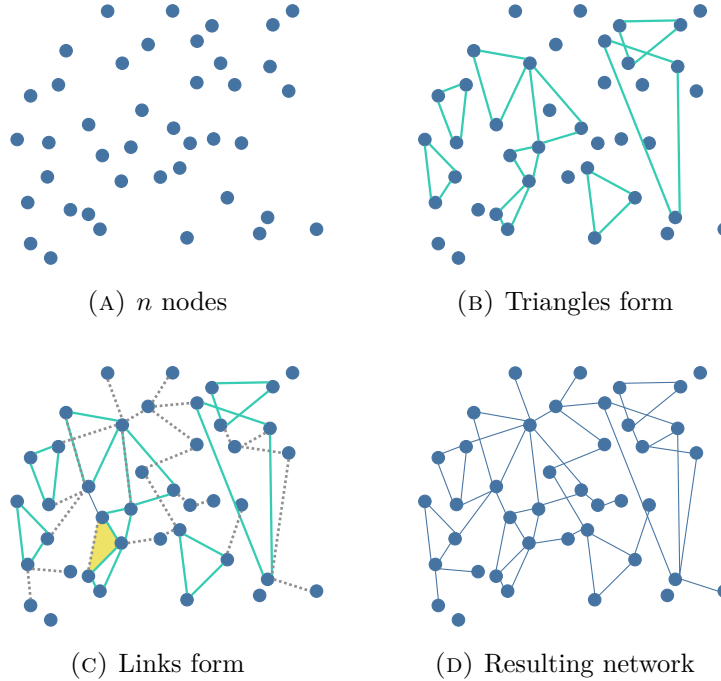 (A) n nodes
(B) Triangles form
(C) Links form
(D) Resulting network